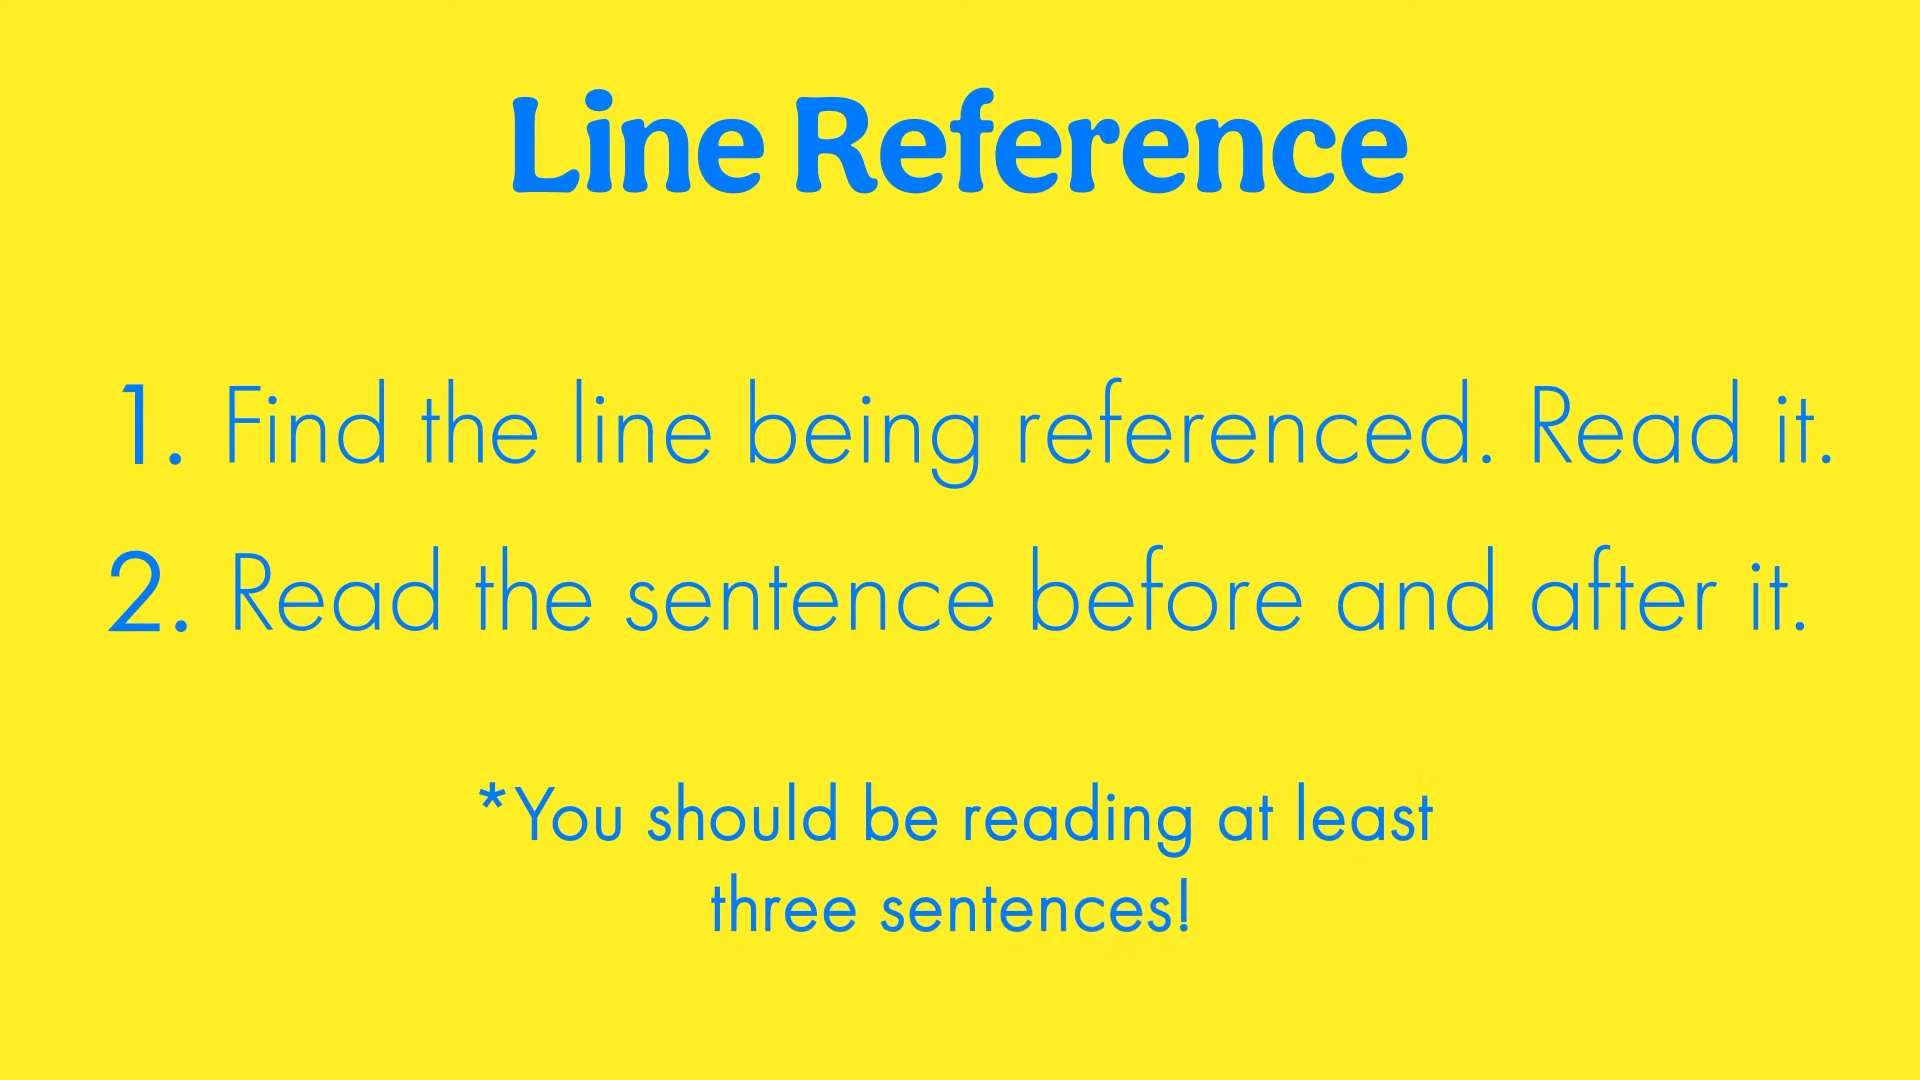 Line Reference
1. Find the line being referenced. Read it.
2. Read the sentence before and after it.
*You should be reading at least
three sentences!